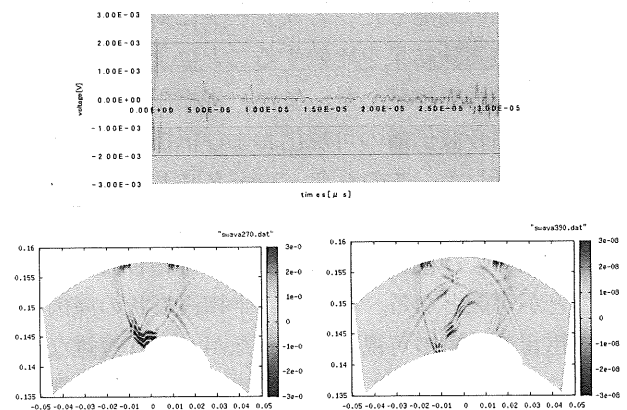 3.00E-03
2.00E-03
1.00E-03
0.00E+00
-1.00E-03
-2.00E-03
-3.00E-03
voltage[V]
0.00E+00 5.00E-06 1.00E-05 1.50E-05 2.00E-05 2.50E-05 3.00E-05
times[μs]
"swava270.dat"
0.16
0.155
0.15
0.145
0.14
0.135
-0.05 -0.04 -0.03 -0.02 -0.01 0 0.01 0.02 0.03 0.04 0.05
3e-0
2e-0
1e-0
0
-1e-0
-2e-0
-3e-0
"swava390.dat"
0.16
0.155
0.15
0.145
0.14
0.135
-0.05 -0.04 -0.03 -0.02 -0.01 0 0.01 0.02 0.03 0.04 0.05
3e-08
2e-08
1e-08
0
-1e-08
-2e-08
-3e-08